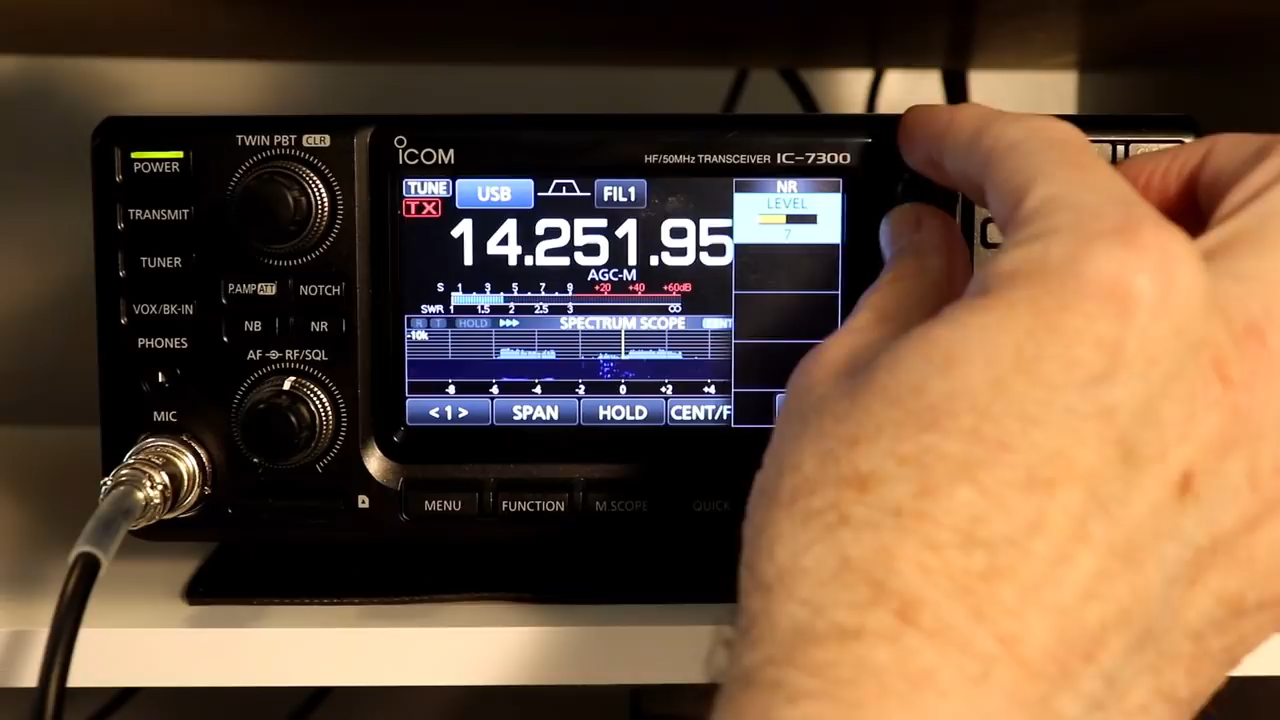 TWIN PBT CLR
POWER
TRANSMIT
TUNER
VOX/BK-IN
PHONES
MIC
P.AMP ATT
NOTCH
NB
NR
AF RF/SQL
ICOM
HF/50MHz TRANSCEIVER IC-7300
TUNE
USB
FIL1
TX
14.251.95
AGC-M
S 1 3 5 7 9 +20 +40 +60dB
SWR 1 1.5 2 2.5 3 ∞
R T HOLD SPECTRUM SCOPE CENT
-10k
-8 -6 -4 -2 0 +2 +4
<1>
SPAN
HOLD
CENT/F
NR
LEVEL
7
MENU
FUNCTION
M.SCOPE
QUICK